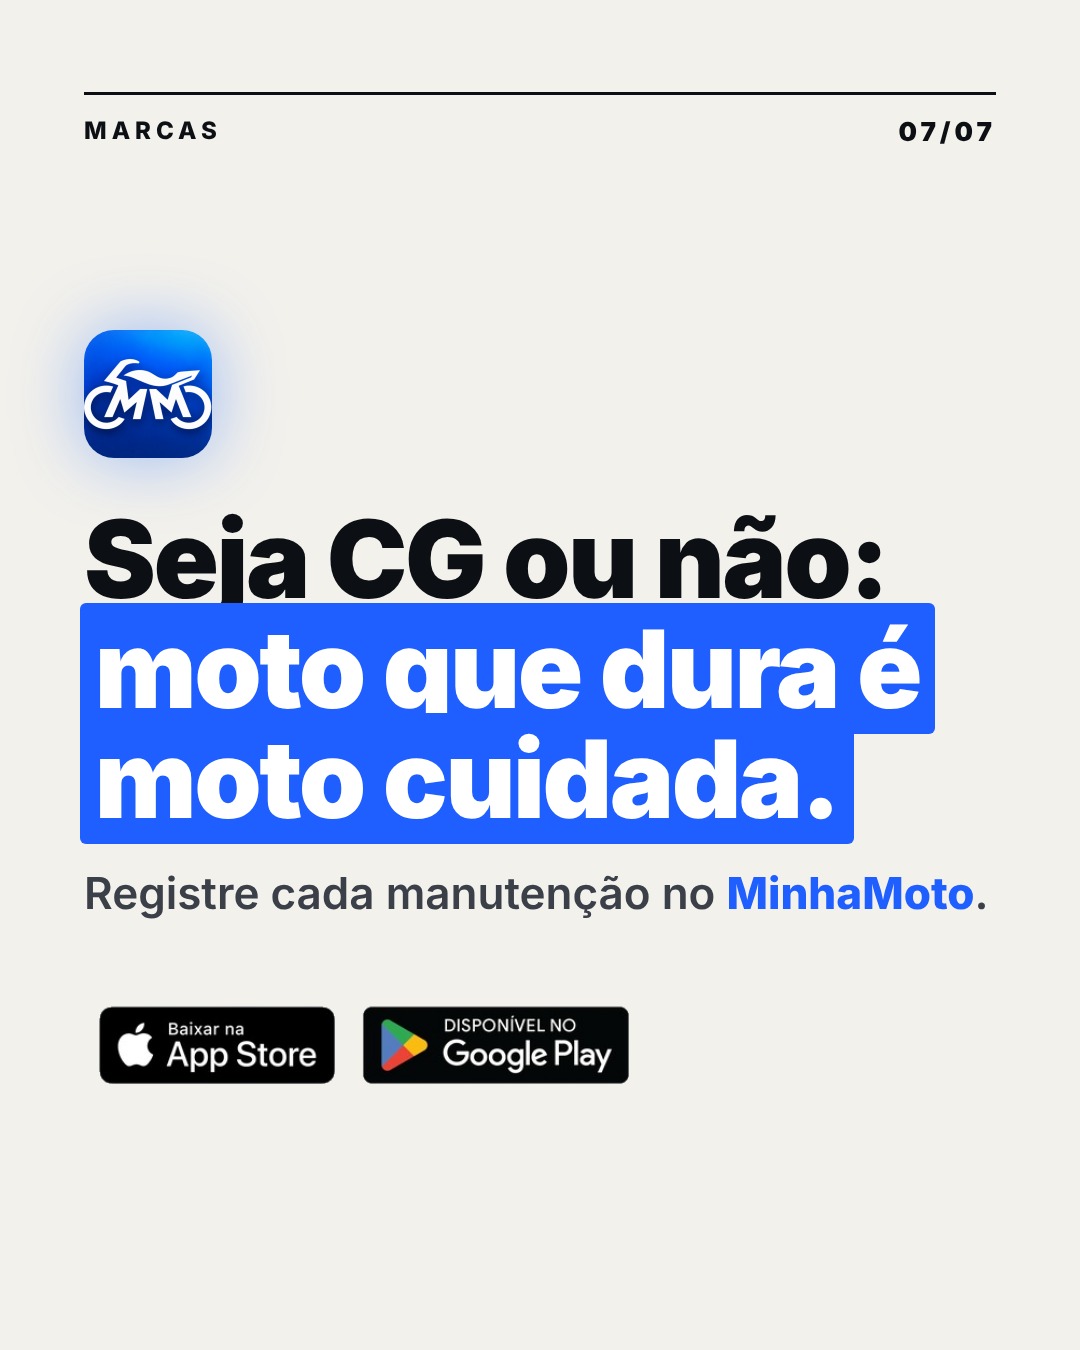 MARCAS
07/07
MM
Seja CG ou não:
moto que dura é
moto cuidada.
Registre cada manutenção no MinhaMoto.
Baixar na
App Store
DISPONÍVEL NO
Google Play